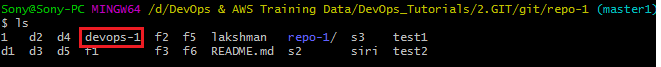 Sony@Sony-PC MINGW64 /d/DevOps & AWS Training Data/DevOps_Tutorials/2.GIT/git/repo-1 (master1)
$ ls
1 d2 d4 devops-1 f2 f5 lakshman repo-1/ s3 test1
d1 d3 d5 f1 f3 f6 README.md s2 siri test2